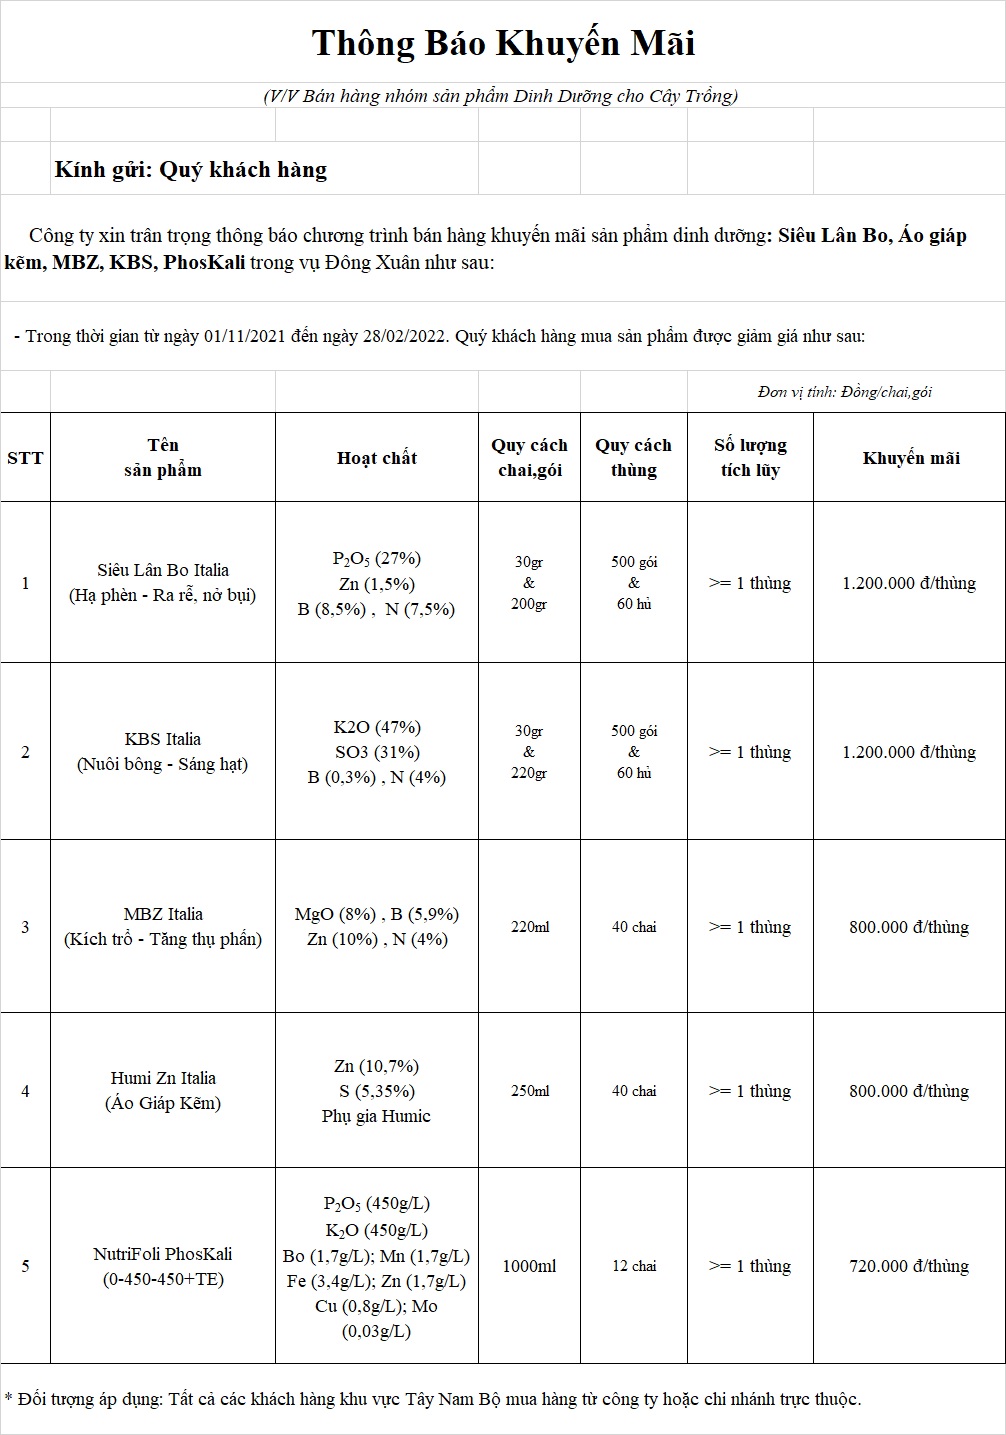 Thông Báo Khuyến Mãi
(V/V Bán hàng nhóm sản phẩm Dinh Dưỡng cho Cây Trồng)
Kính gửi: Quý khách hàng
Công ty xin trân trọng thông báo chương trình bán hàng khuyến mãi sản phẩm dinh dưỡng: Siêu Lân Bo, Áo giáp
kẽm, MBZ, KBS, PhosKali trong vụ Đông Xuân như sau:
- Trong thời gian từ ngày 01/11/2021 đến ngày 28/02/2022. Quý khách hàng mua sản phẩm được giảm giá như sau:
Đơn vị tính: Đồng/chai,gói
STT
Tên
sản phẩm
Hoạt chất
Quy cách
chai,gói
Quy cách
thùng
Số lượng
tích lũy
Khuyến mãi
1
Siêu Lân Bo Italia
(Hạ phèn - Ra rễ, nở bụi)
P₂O₅ (27%)
Zn (1,5%)
B (8,5%) , N (7,5%)
30gr
&
200gr
500 gói
&
60 hủ
>= 1 thùng
1.200.000 đ/thùng
2
KBS Italia
(Nuôi bông - Sáng hạt)
K2O (47%)
SO3 (31%)
B (0,3%) , N (4%)
30gr
&
220gr
500 gói
&
60 hủ
>= 1 thùng
1.200.000 đ/thùng
3
MBZ Italia
(Kích trổ - Tăng thụ phấn)
MgO (8%) , B (5,9%)
Zn (10%) , N (4%)
220ml
40 chai
>= 1 thùng
800.000 đ/thùng
4
Humi Zn Italia
(Áo Giáp Kẽm)
Zn (10,7%)
S (5,35%)
Phụ gia Humic
250ml
40 chai
>= 1 thùng
800.000 đ/thùng
5
NutriFoli PhosKali
(0-450-450+TE)
P₂O₅ (450g/L)
K₂O (450g/L)
Bo (1,7g/L); Mn (1,7g/L)
Fe (3,4g/L); Zn (1,7g/L)
Cu (0,8g/L); Mo
(0,03g/L)
1000ml
12 chai
>= 1 thùng
720.000 đ/thùng
* Đối tượng áp dụng: Tất cả các khách hàng khu vực Tây Nam Bộ mua hàng từ công ty hoặc chi nhánh trực thuộc.